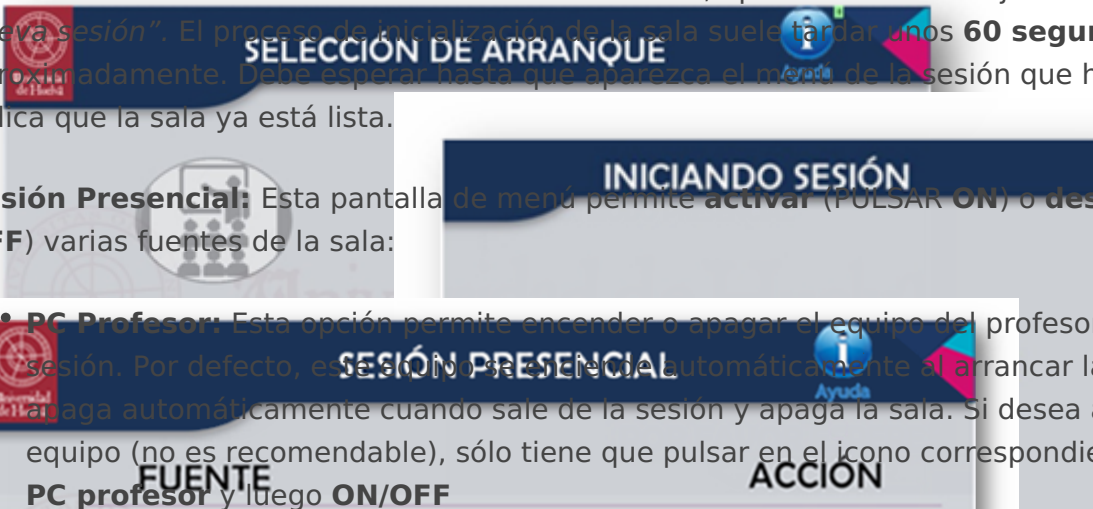 eva sesión”. El proceso de inicialización de la sala suele tardar unos 60 segun
SELECCIÓN DE ARRANQUE
Ayuda
roximadamente. Debe esperar hasta que aparezca el menú de la sesión que h
de Huelva
dica que la sala ya está lista.
INICIANDO SESIÓN
sión Presencial: Esta pantalla de menú permite activar (PULSAR ON) o des
FF) varias fuentes de la sala:
• PC Profesor: Esta opción permite encender o apagar el equipo del profeso
SESIÓN PRESENCIAL
Ayuda
sesión. Por defecto, este equipo se enciende automáticamente al arrancar la
apaga automáticamente cuando sale de la sesión y apaga la sala. Si desea a
equipo (no es recomendable), sólo tiene que pulsar en el icono correspondie
FUENTE
ACCIÓN
PC profesor y luego ON/OFF